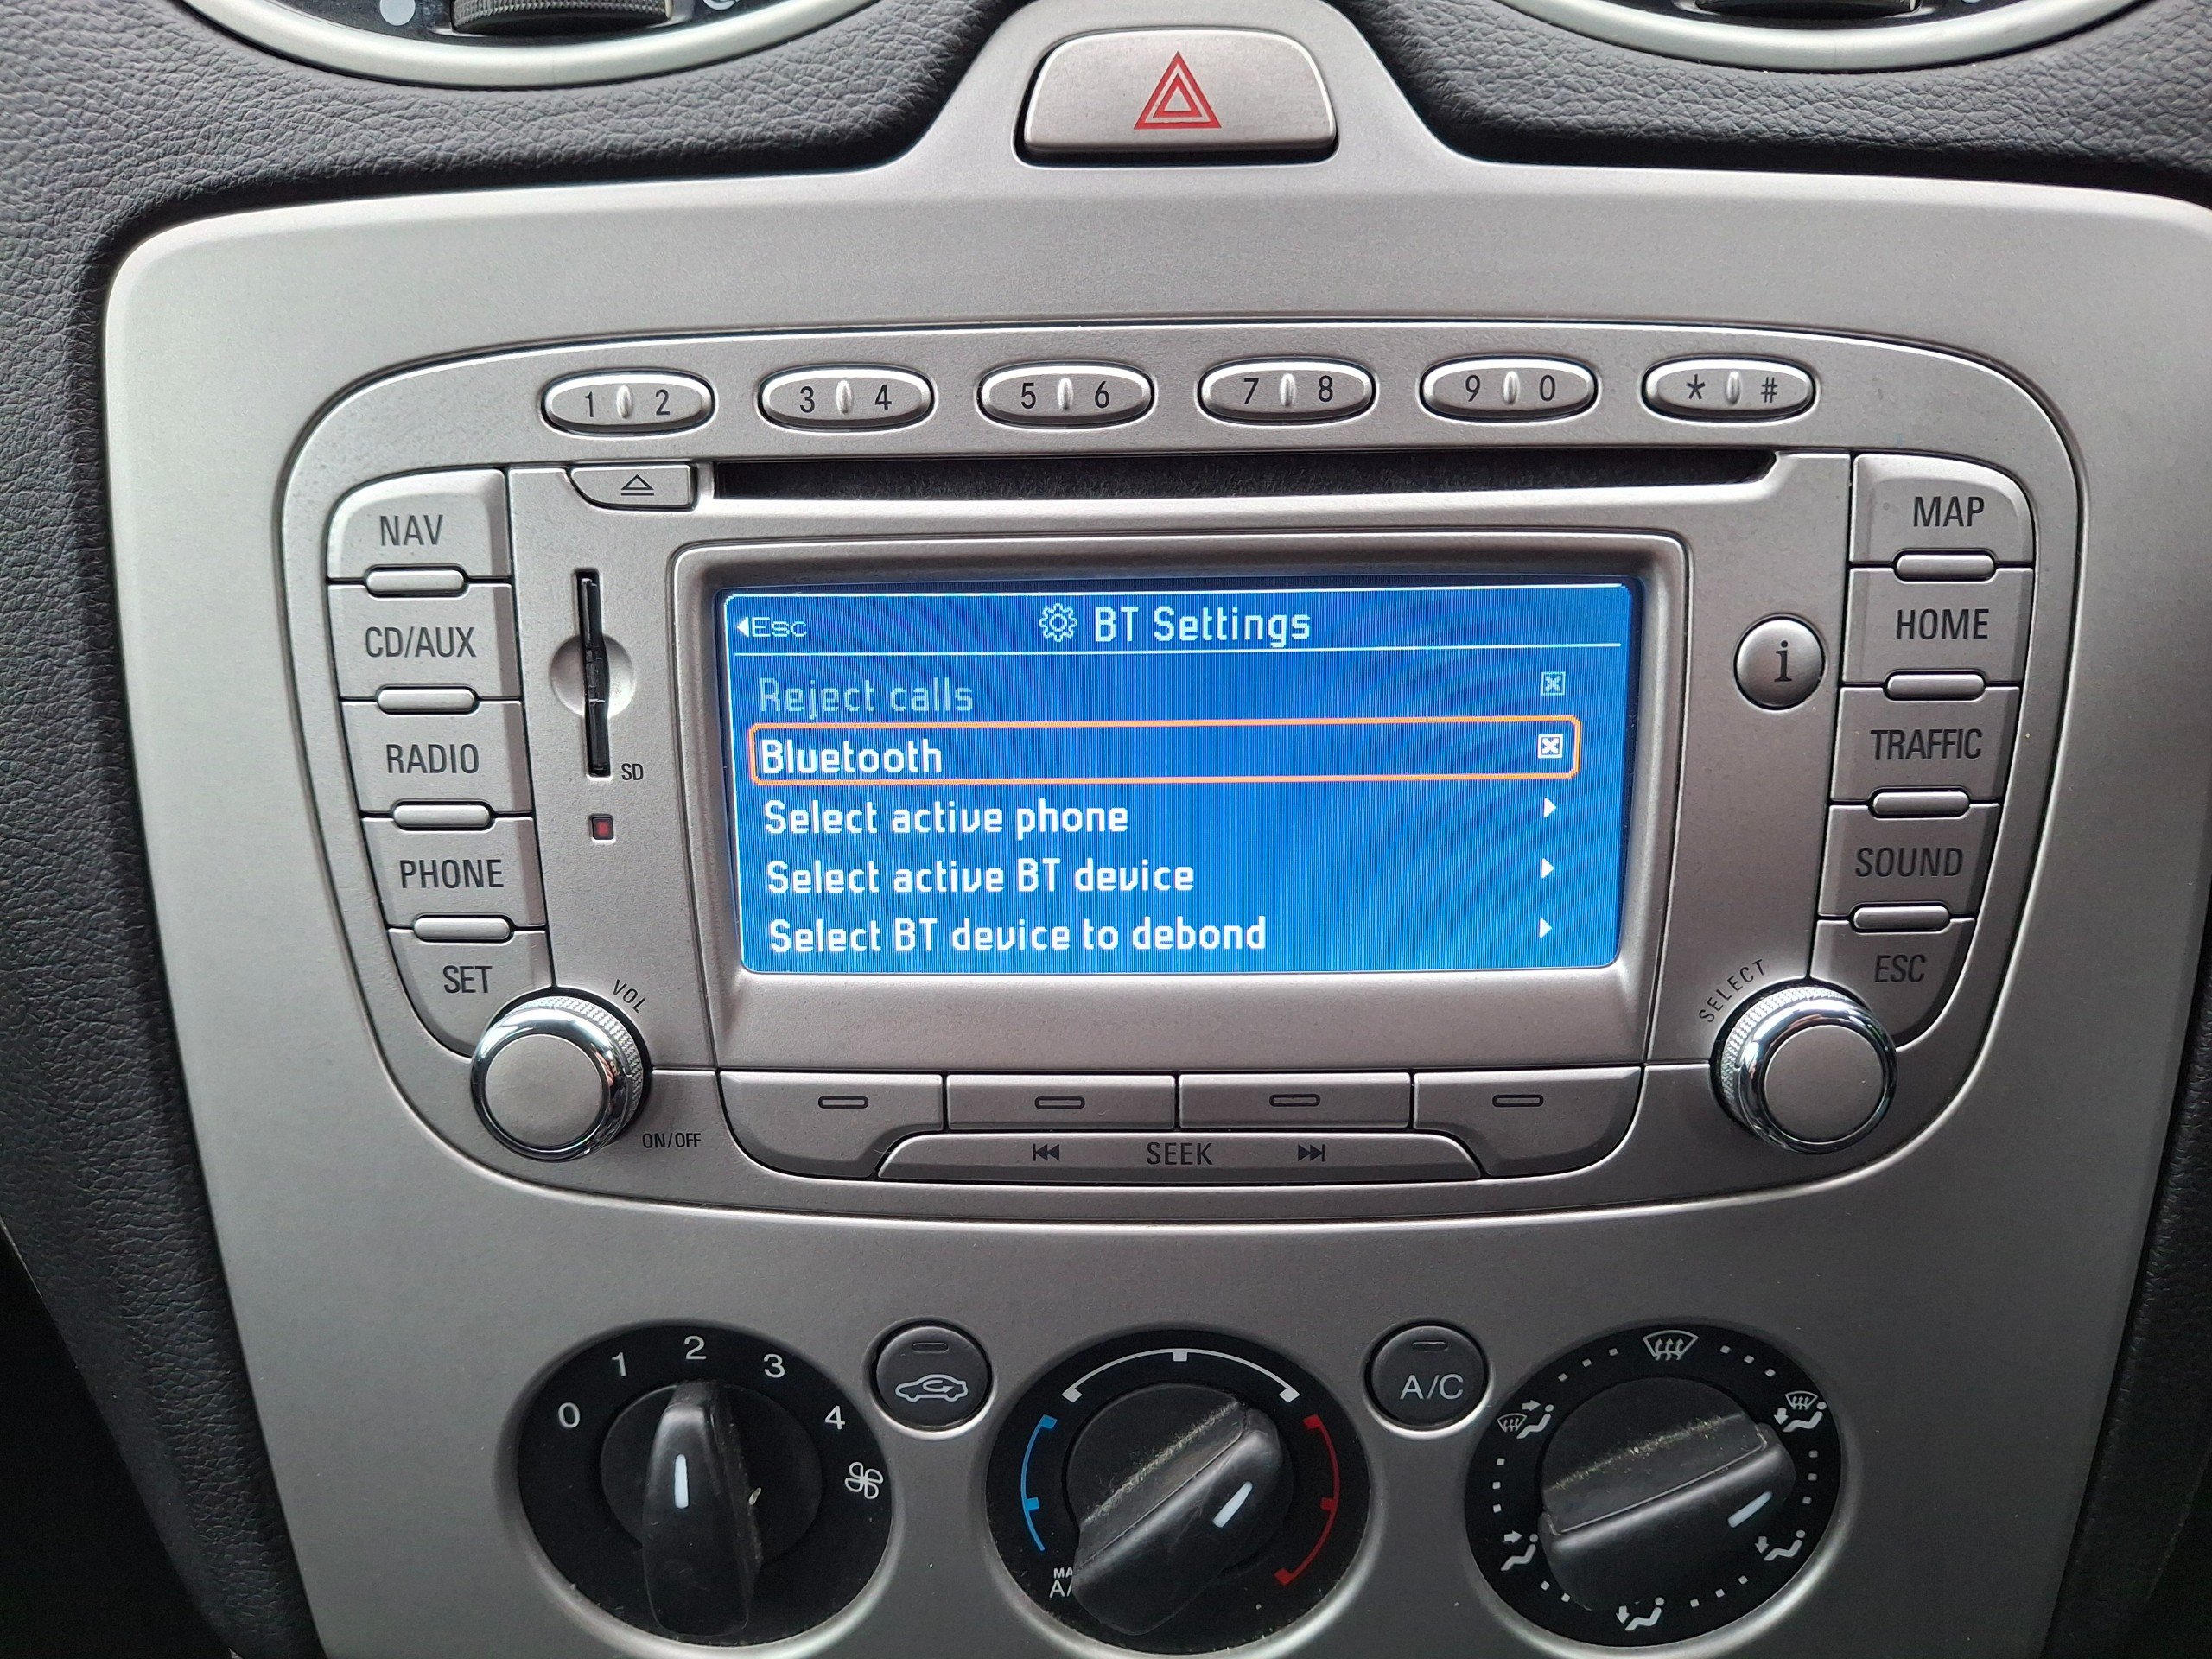 1 2
3 4
5 6
7 8
9 0
* #
NAV
CD/AUX
RADIO
PHONE
SET
SD
VOL
ON/OFF
Esc
BT Settings
Reject calls
Bluetooth
Select active phone
Select active BT device
Select BT device to debond
SEEK
i
MAP
HOME
TRAFFIC
SOUND
ESC
SELECT
0 1 2 3 4
A/C